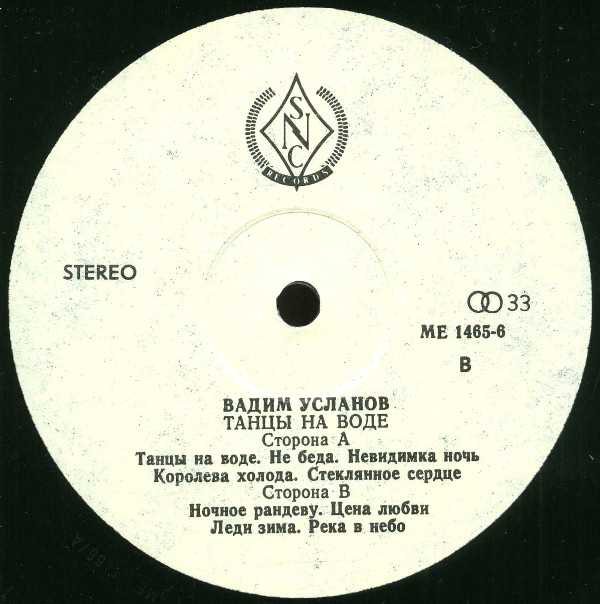 SNC
RECORDS
STEREO
33
ME 1465-6
B
ВАДИМ УСЛАНОВ
ТАНЦЫ НА ВОДЕ
Сторона А
Танцы на воде. Не беда. Невидимка ночь
Королева холода. Стеклянное сердце
Сторона В
Ночное рандеву. Цена любви
Леди зима. Река в небо